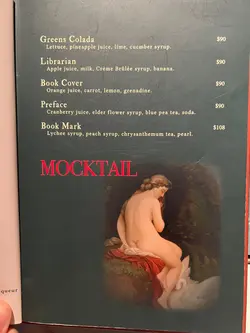 Greens Colada $90
Lettuce, pineapple juice, lime, cucmber syrup.
Librarian $90
Apple juice, milk, Creme Brûlée syrup, banana.
Book Cover $90
Orange juice, carrot, lemon, grenadine.
Preface $90
Cranberry juice, elder flower syrup, blue pea tea, soda.
Book Mark $108
Lychee syrup, peach syrup, chrysanthemum tea, pearl.
MOCKTAIL